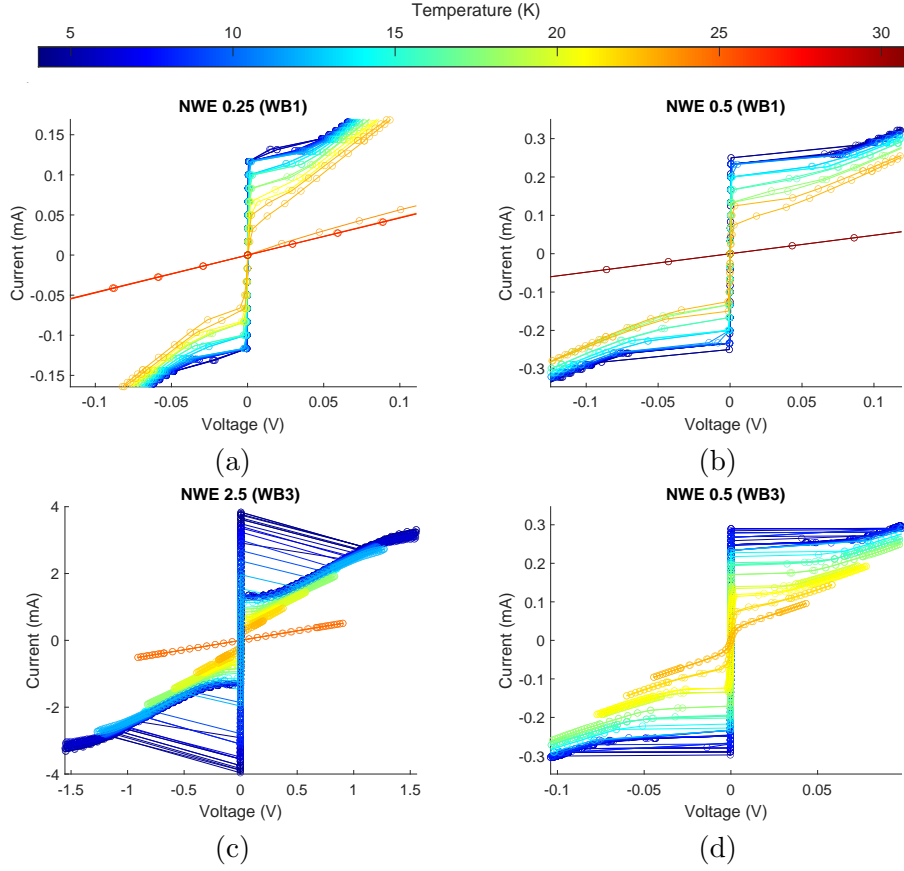 Temperature (K)
5 10 15 20 25 30
NWE 0.25 (WB1)
0.15
0.1
0.05
0
-0.05
-0.1
-0.15
Current (mA)
-0.1 -0.05 0 0.05 0.1
Voltage (V)
(a)
NWE 0.5 (WB1)
0.3
0.2
0.1
0
-0.1
-0.2
-0.3
Current (mA)
-0.1 -0.05 0 0.05 0.1
Voltage (V)
(b)
NWE 2.5 (WB3)
4
2
0
-2
-4
Current (mA)
-1.5 -1 -0.5 0 0.5 1 1.5
Voltage (V)
(c)
NWE 0.5 (WB3)
0.3
0.2
0.1
0
-0.1
-0.2
-0.3
Current (mA)
-0.1 -0.05 0 0.05
Voltage (V)
(d)